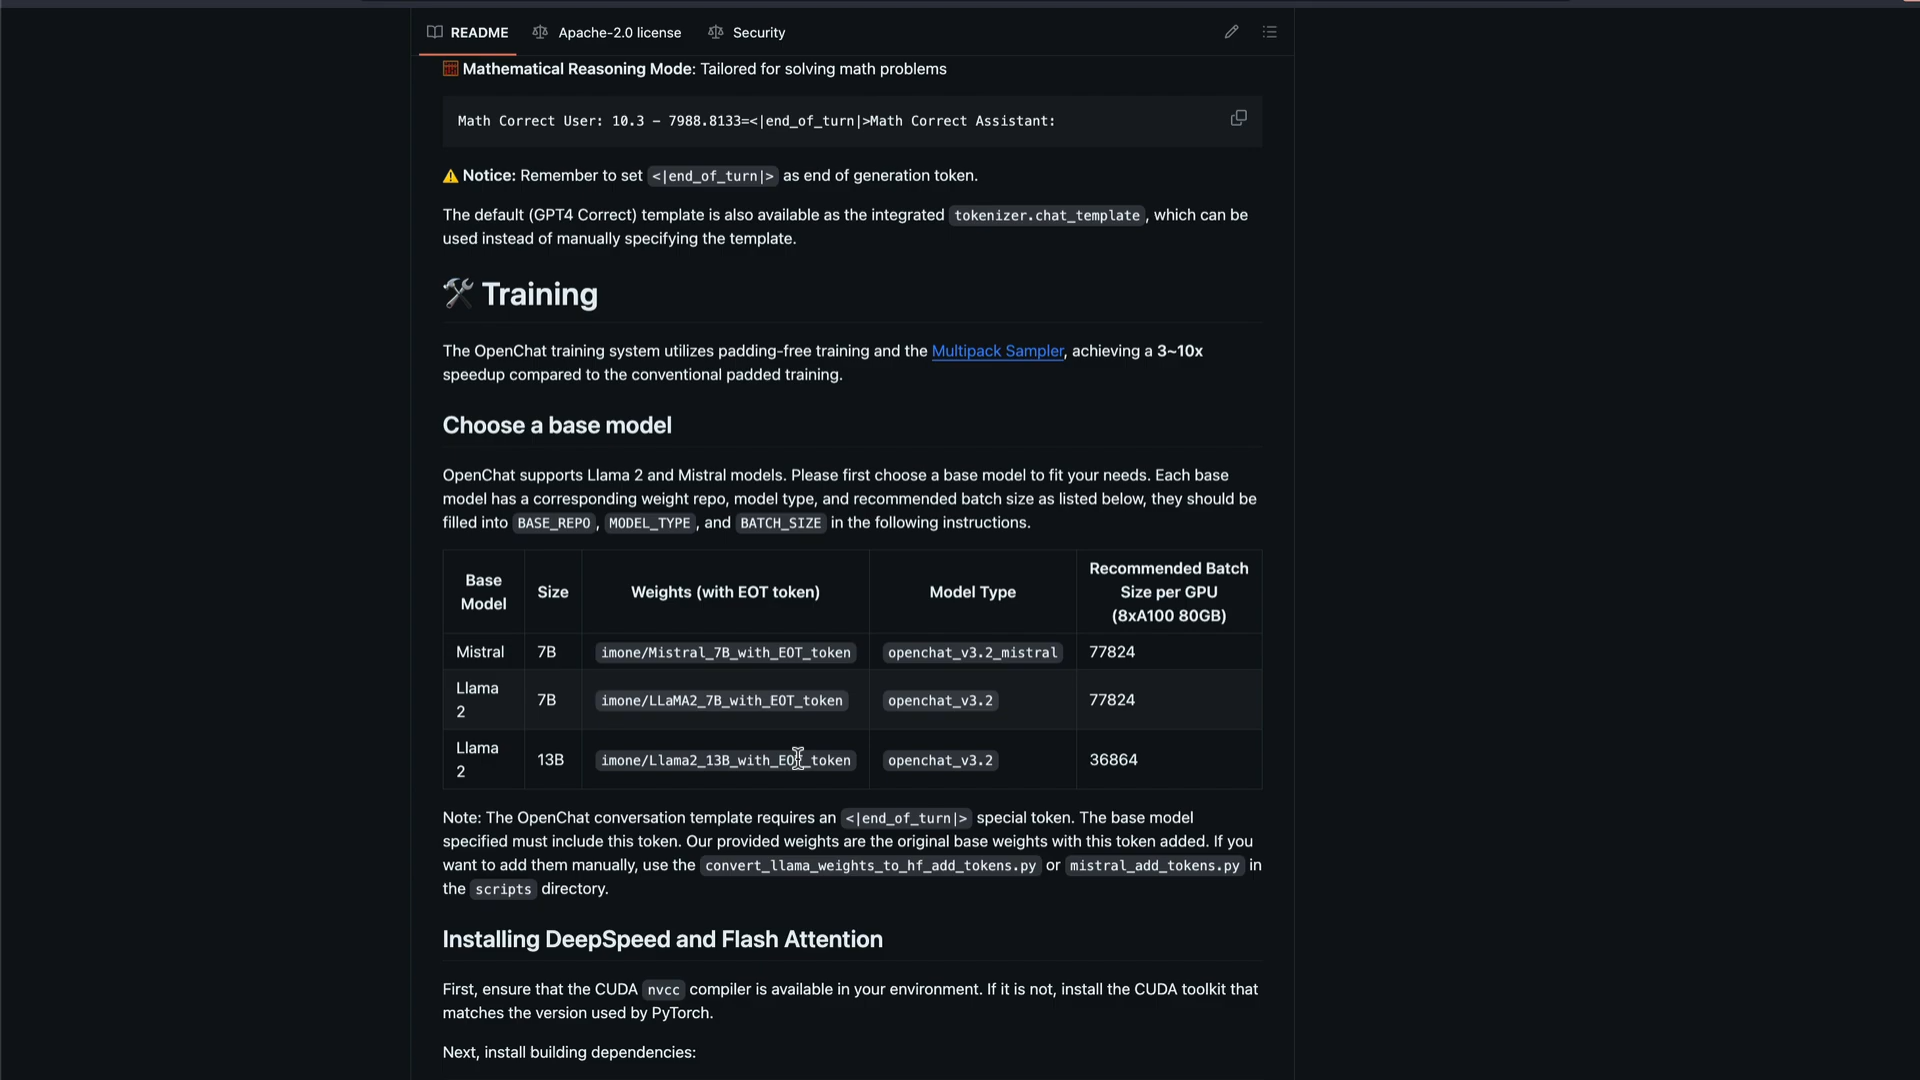 README Apache-2.0 license Security
Mathematical Reasoning Mode: Tailored for solving math problems
Math Correct User: 10.3 − 7988.8133=<|end_of_turn|>Math Correct Assistant:
Notice: Remember to set <|end_of_turn|> as end of generation token.
The default (GPT4 Correct) template is also available as the integrated tokenizer.chat_template, which can be
used instead of manually specifying the template.
Training
The OpenChat training system utilizes padding-free training and the Multipack Sampler, achieving a 3~10x
speedup compared to the conventional padded training.
Choose a base model
OpenChat supports Llama 2 and Mistral models. Please first choose a base model to fit your needs. Each base
model has a corresponding weight repo, model type, and recommended batch size as listed below, they should be
filled into BASE_REPO, MODEL_TYPE, and BATCH_SIZE in the following instructions.
Base
Model
Size
Weights (with EOT token)
Model Type
Recommended Batch
Size per GPU
(8xA100 80GB)
Mistral 7B imone/Mistral_7B_with_EOT_token openchat_v3.2_mistral 77824
Llama
2
7B imone/LLaMA2_7B_with_EOT_token openchat_v3.2 77824
Llama
2
13B imone/Llama2_13B_with_EOT_token openchat_v3.2 36864
Note: The OpenChat conversation template requires an <|end_of_turn|> special token. The base model
specified must include this token. Our provided weights are the original base weights with this token added. If you
want to add them manually, use the convert_llama_weights_to_hf_add_tokens.py or mistral_add_tokens.py in
the scripts directory.
Installing DeepSpeed and Flash Attention
First, ensure that the CUDA nvcc compiler is available in your environment. If it is not, install the CUDA toolkit that
matches the version used by PyTorch.
Next, install building dependencies: